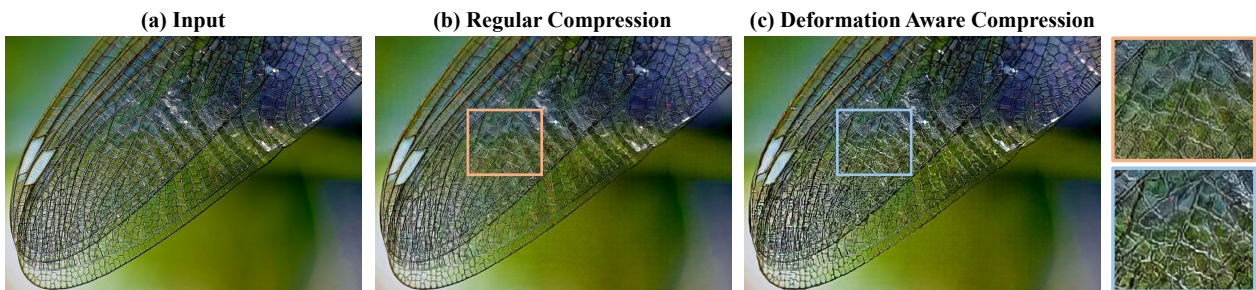 (a) Input
(b) Regular Compression
(c) Deformation Aware Compression